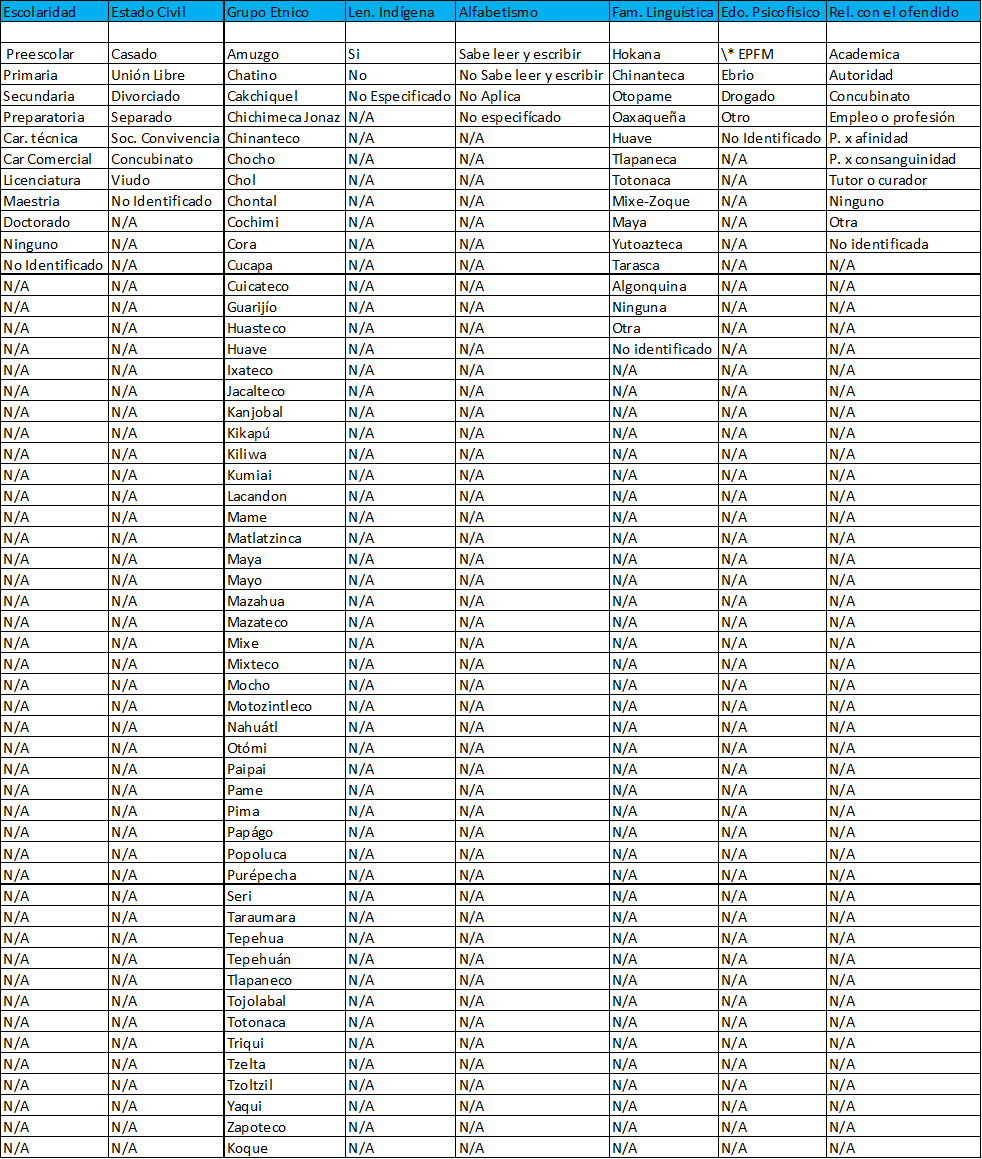 Escolaridad Estado Civil Grupo Etnico Len. Indígena Alfabetismo Fam. Linguística Edo. Psicofisico Rel. con el ofendido
Preescolar Casado Amuzgo Si Sabe leer y escribir Hokana \* EPFM Academica
Primaria Unión Libre Chatino No No Sabe leer y escribir Chinanteca Ebrio Autoridad
Secundaria Divorciado Cakchiquel No Especificado No Aplica Otopame Drogado Concubinato
Preparatoria Separado Chichimeca Jonaz N/A No especifícado Oaxaqueña Otro Empleo o profesión
Car. técnica Soc. Convivencia Chinanteco N/A N/A Huave No Identificado P. x afinidad
Car Comercial Concubinato Chocho N/A N/A Tlapaneca N/A P. x consanguinidad
Licenciatura Viudo Chol N/A N/A Totonaca N/A Tutor o curador
Maestria No Identificado Chontal N/A N/A Mixe-Zoque N/A Ninguno
Doctorado N/A Cochimi N/A N/A Maya N/A Otra
Ninguno N/A Cora N/A N/A Yutoazteca N/A No identificada
No Identificado N/A Cucapa N/A N/A Tarasca N/A N/A
N/A N/A Cuicateco N/A N/A Algonquina N/A N/A
N/A N/A Guarijío N/A N/A Ninguna N/A N/A
N/A N/A Huasteco N/A N/A Otra N/A N/A
N/A N/A Huave N/A N/A No identificado N/A N/A
N/A N/A Ixateco N/A N/A N/A N/A N/A
N/A N/A Jacalteco N/A N/A N/A N/A N/A
N/A N/A Kanjobal N/A N/A N/A N/A N/A
N/A N/A Kikapú N/A N/A N/A N/A N/A
N/A N/A Kiliwa N/A N/A N/A N/A N/A
N/A N/A Kumiai N/A N/A N/A N/A N/A
N/A N/A Lacandon N/A N/A N/A N/A N/A
N/A N/A Mame N/A N/A N/A N/A N/A
N/A N/A Matlatzinca N/A N/A N/A N/A N/A
N/A N/A Maya N/A N/A N/A N/A N/A
N/A N/A Mayo N/A N/A N/A N/A N/A
N/A N/A Mazahua N/A N/A N/A N/A N/A
N/A N/A Mazateco N/A N/A N/A N/A N/A
N/A N/A Mixe N/A N/A N/A N/A N/A
N/A N/A Mixteco N/A N/A N/A N/A N/A
N/A N/A Mocho N/A N/A N/A N/A N/A
N/A N/A Motozintleco N/A N/A N/A N/A N/A
N/A N/A Nahuátl N/A N/A N/A N/A N/A
N/A N/A Otómi N/A N/A N/A N/A N/A
N/A N/A Paipai N/A N/A N/A N/A N/A
N/A N/A Pame N/A N/A N/A N/A N/A
N/A N/A Pima N/A N/A N/A N/A N/A
N/A N/A Papágo N/A N/A N/A N/A N/A
N/A N/A Popoluca N/A N/A N/A N/A N/A
N/A N/A Purépecha N/A N/A N/A N/A N/A
N/A N/A Seri N/A N/A N/A N/A N/A
N/A N/A Taraumara N/A N/A N/A N/A N/A
N/A N/A Tepehua N/A N/A N/A N/A N/A
N/A N/A Tepehuán N/A N/A N/A N/A N/A
N/A N/A Tlapaneco N/A N/A N/A N/A N/A
N/A N/A Tojolabal N/A N/A N/A N/A N/A
N/A N/A Totonaca N/A N/A N/A N/A N/A
N/A N/A Triqui N/A N/A N/A N/A N/A
N/A N/A Tzelta N/A N/A N/A N/A N/A
N/A N/A Tzoltzil N/A N/A N/A N/A N/A
N/A N/A Yaqui N/A N/A N/A N/A N/A
N/A N/A Zapoteco N/A N/A N/A N/A N/A
N/A N/A Koque N/A N/A N/A N/A N/A